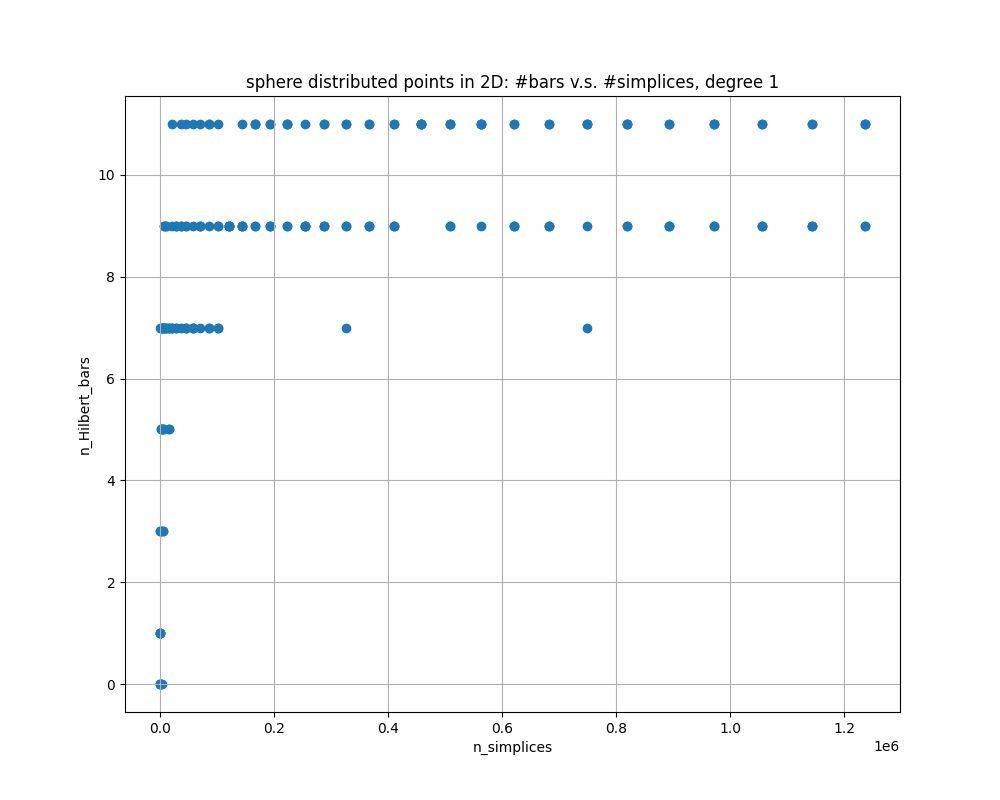 sphere distributed points in 2D: #bars v.s. #simplices, degree 1
n_Hilbert_bars
10
8
6
4
2
0
0.0 0.2 0.4 0.6 0.8 1.0 1.2
1e6
n_simplices